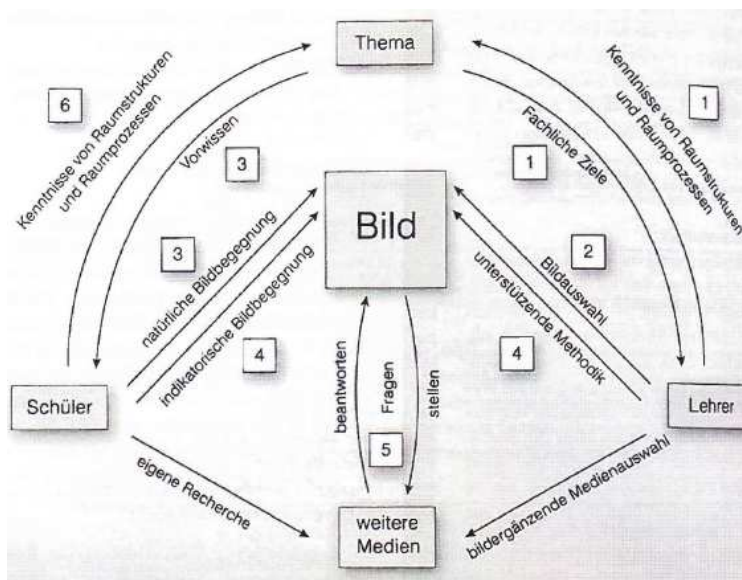 Thema
6
Kenntnisse von Raumstrukturen
und Raumprozessen
Vorwissen
3
1
Fachliche Ziele
Kenntnisse von Raumstrukturen
und Raumprozessen
1
Bild
3
natürliche Bildbegegnung
indikatorische Bildbegegnung
4
2
Bildauswahl
unterstützende Methodik
4
beantworten
Fragen
stellen
5
Schüler
Lehrer
eigene Recherche
bildergänzende Medienauswahl
weitere
Medien